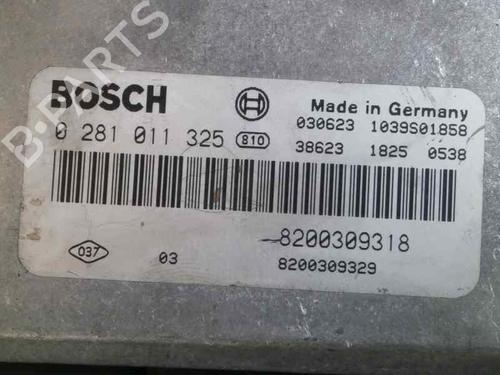 BOSCH
Made in Germany
0 281 011 325 810
030623 1039S01858
38623 1825 0538
8200309318
037 03 8200309329
B-PARTS